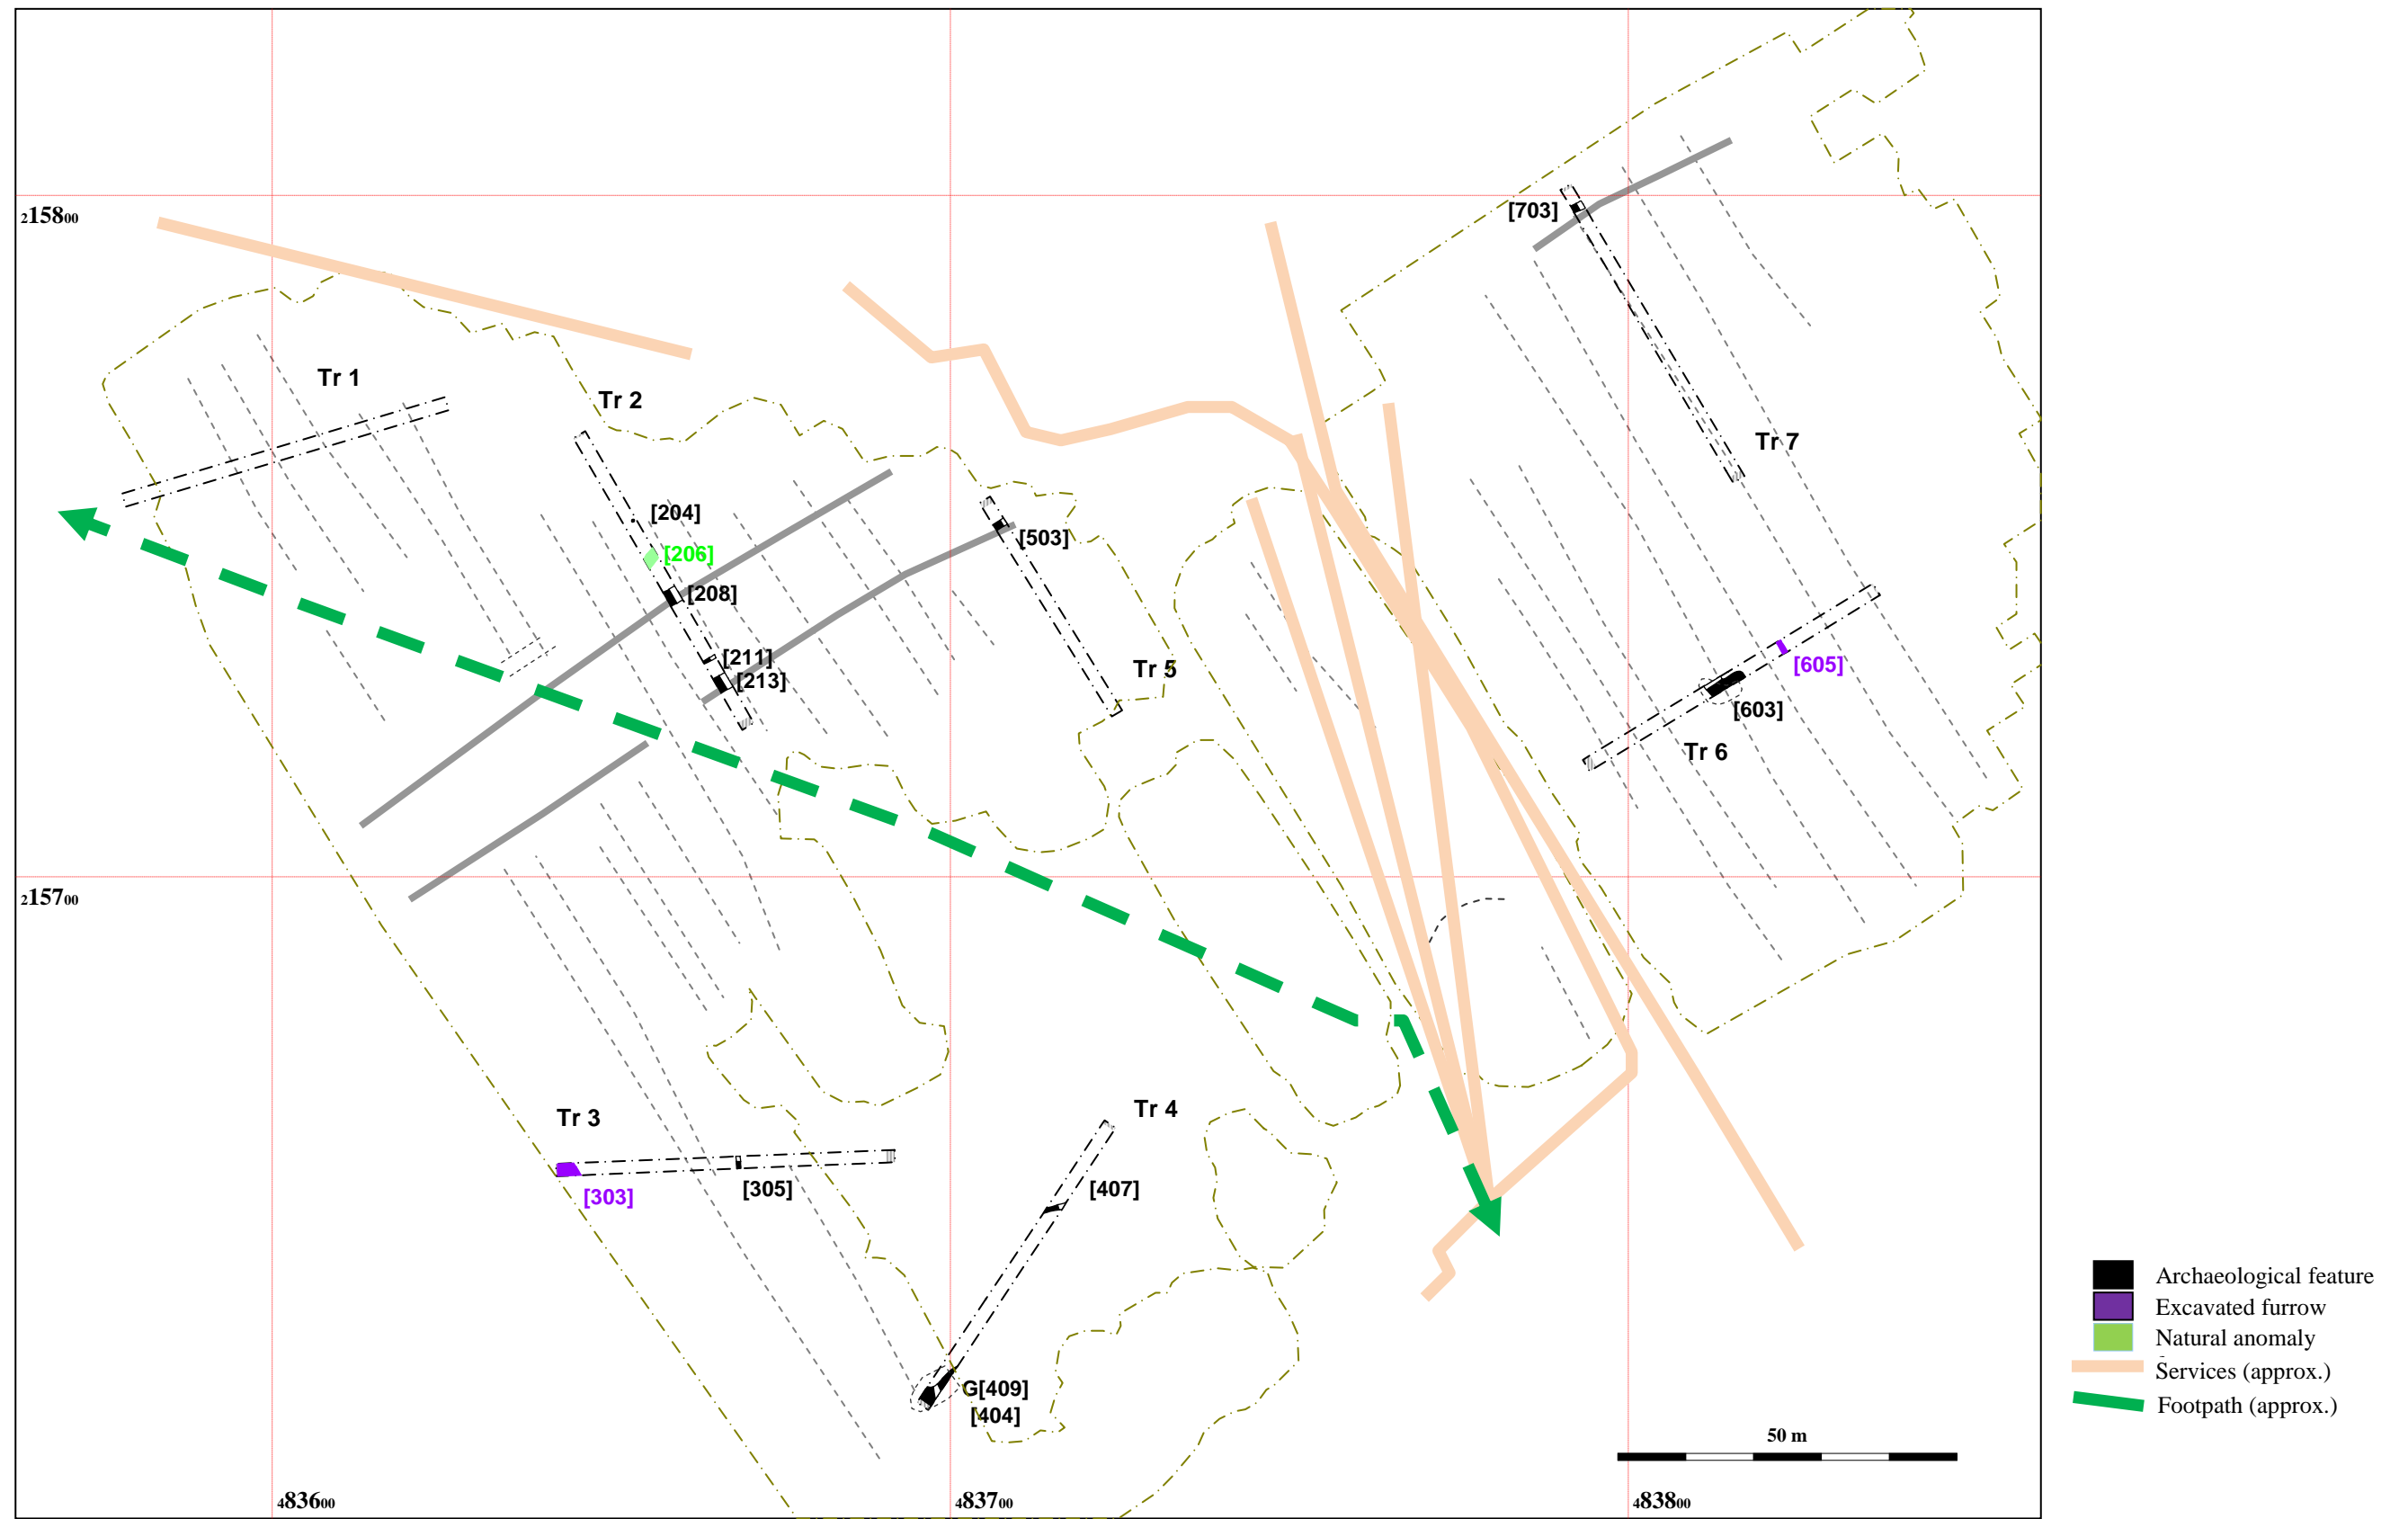 [703]
215800
Tr 1
Tr 2
Tr 7
[204]
[503]
[206]
[208]
[211]
[213]
Tr 5
[605]
[603]
Tr 6
215700
Tr 3
Tr 4
[303]
[305]
[407]
G[409]
[404]
Archaeological feature
Excavated furrow
Natural anomaly
Services (approx.)
Footpath (approx.)
50 m
483600
483700
483800